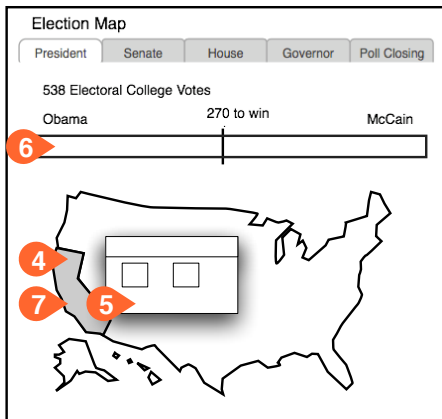 Election Map
President Senate House Governor Poll Closing
538 Electoral College Votes
270 to win
Obama McCain
6
4
7 5